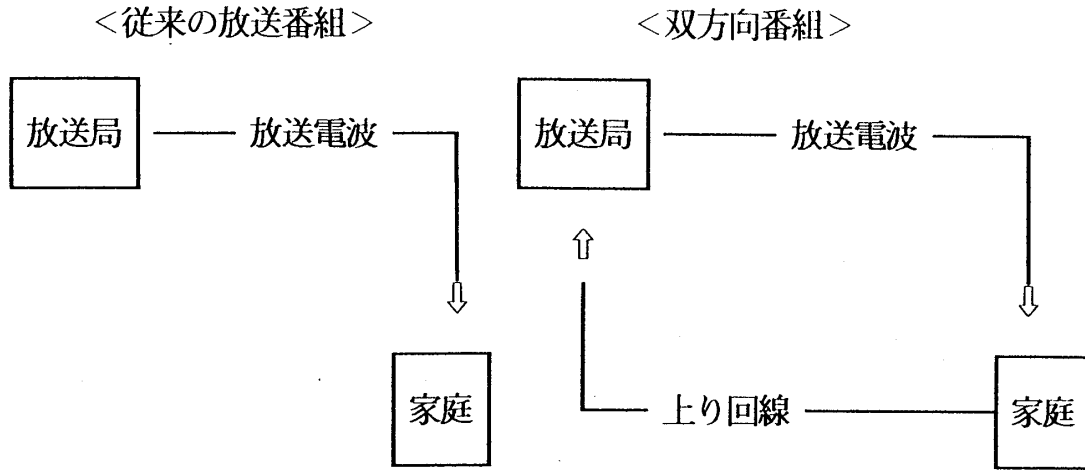 ＜従来の放送番組＞
放送局
放送電波
家庭
＜双方向番組＞
放送局
放送電波
上り回線
家庭